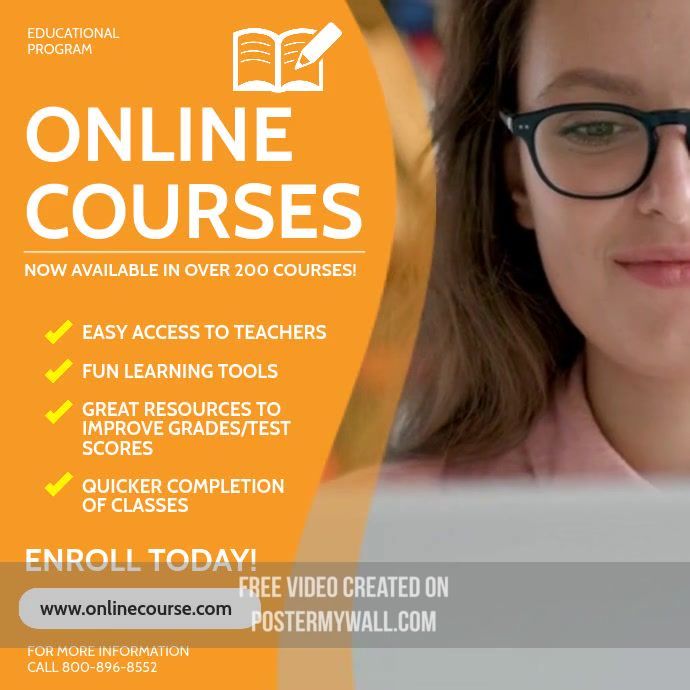 EDUCATIONAL
PROGRAM
ONLINE
COURSES
NOW AVAILABLE IN OVER 200 COURSES!
EASY ACCESS TO TEACHERS
FUN LEARNING TOOLS
GREAT RESOURCES TO
IMPROVE GRADES/TEST
SCORES
QUICKER COMPLETION
OF CLASSES
ENROLL TODAY!
www.onlinecourse.com
FREE VIDEO CREATED ON
POSTERMYWALL.COM
FOR MORE INFORMATION
CALL 800-896-8552